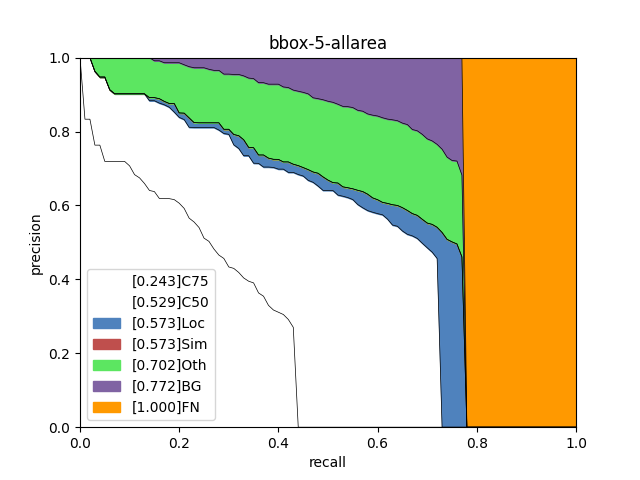 bbox-5-allarea
1.0
0.8
0.6
0.4
0.2
0.0
precision
[0.243]C75
[0.529]C50
[0.573]Loc
[0.573]Sim
[0.702]Oth
[0.772]BG
[1.000]FN
0.0 0.2 0.4 0.6 0.8 1.0
recall